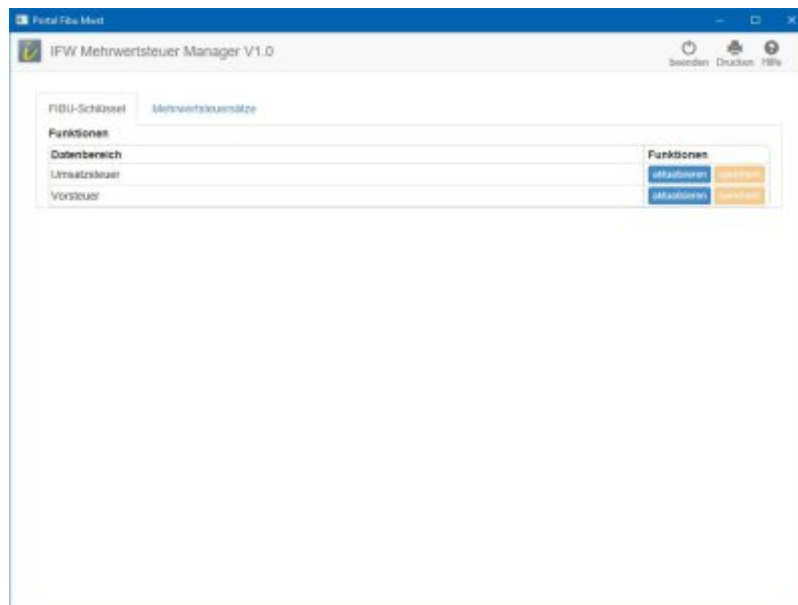 Portal Fibu Mwst
IFW Mehrwertsteuer Manager V1.0
beenden Drucken Hilfe
FIBU-Schlüssel Mehrwertsteuersätze
Funktionen
Datenbereich Funktionen
Umsatzsteuer aktualisieren speichern
Vorsteuer aktualisieren speichern